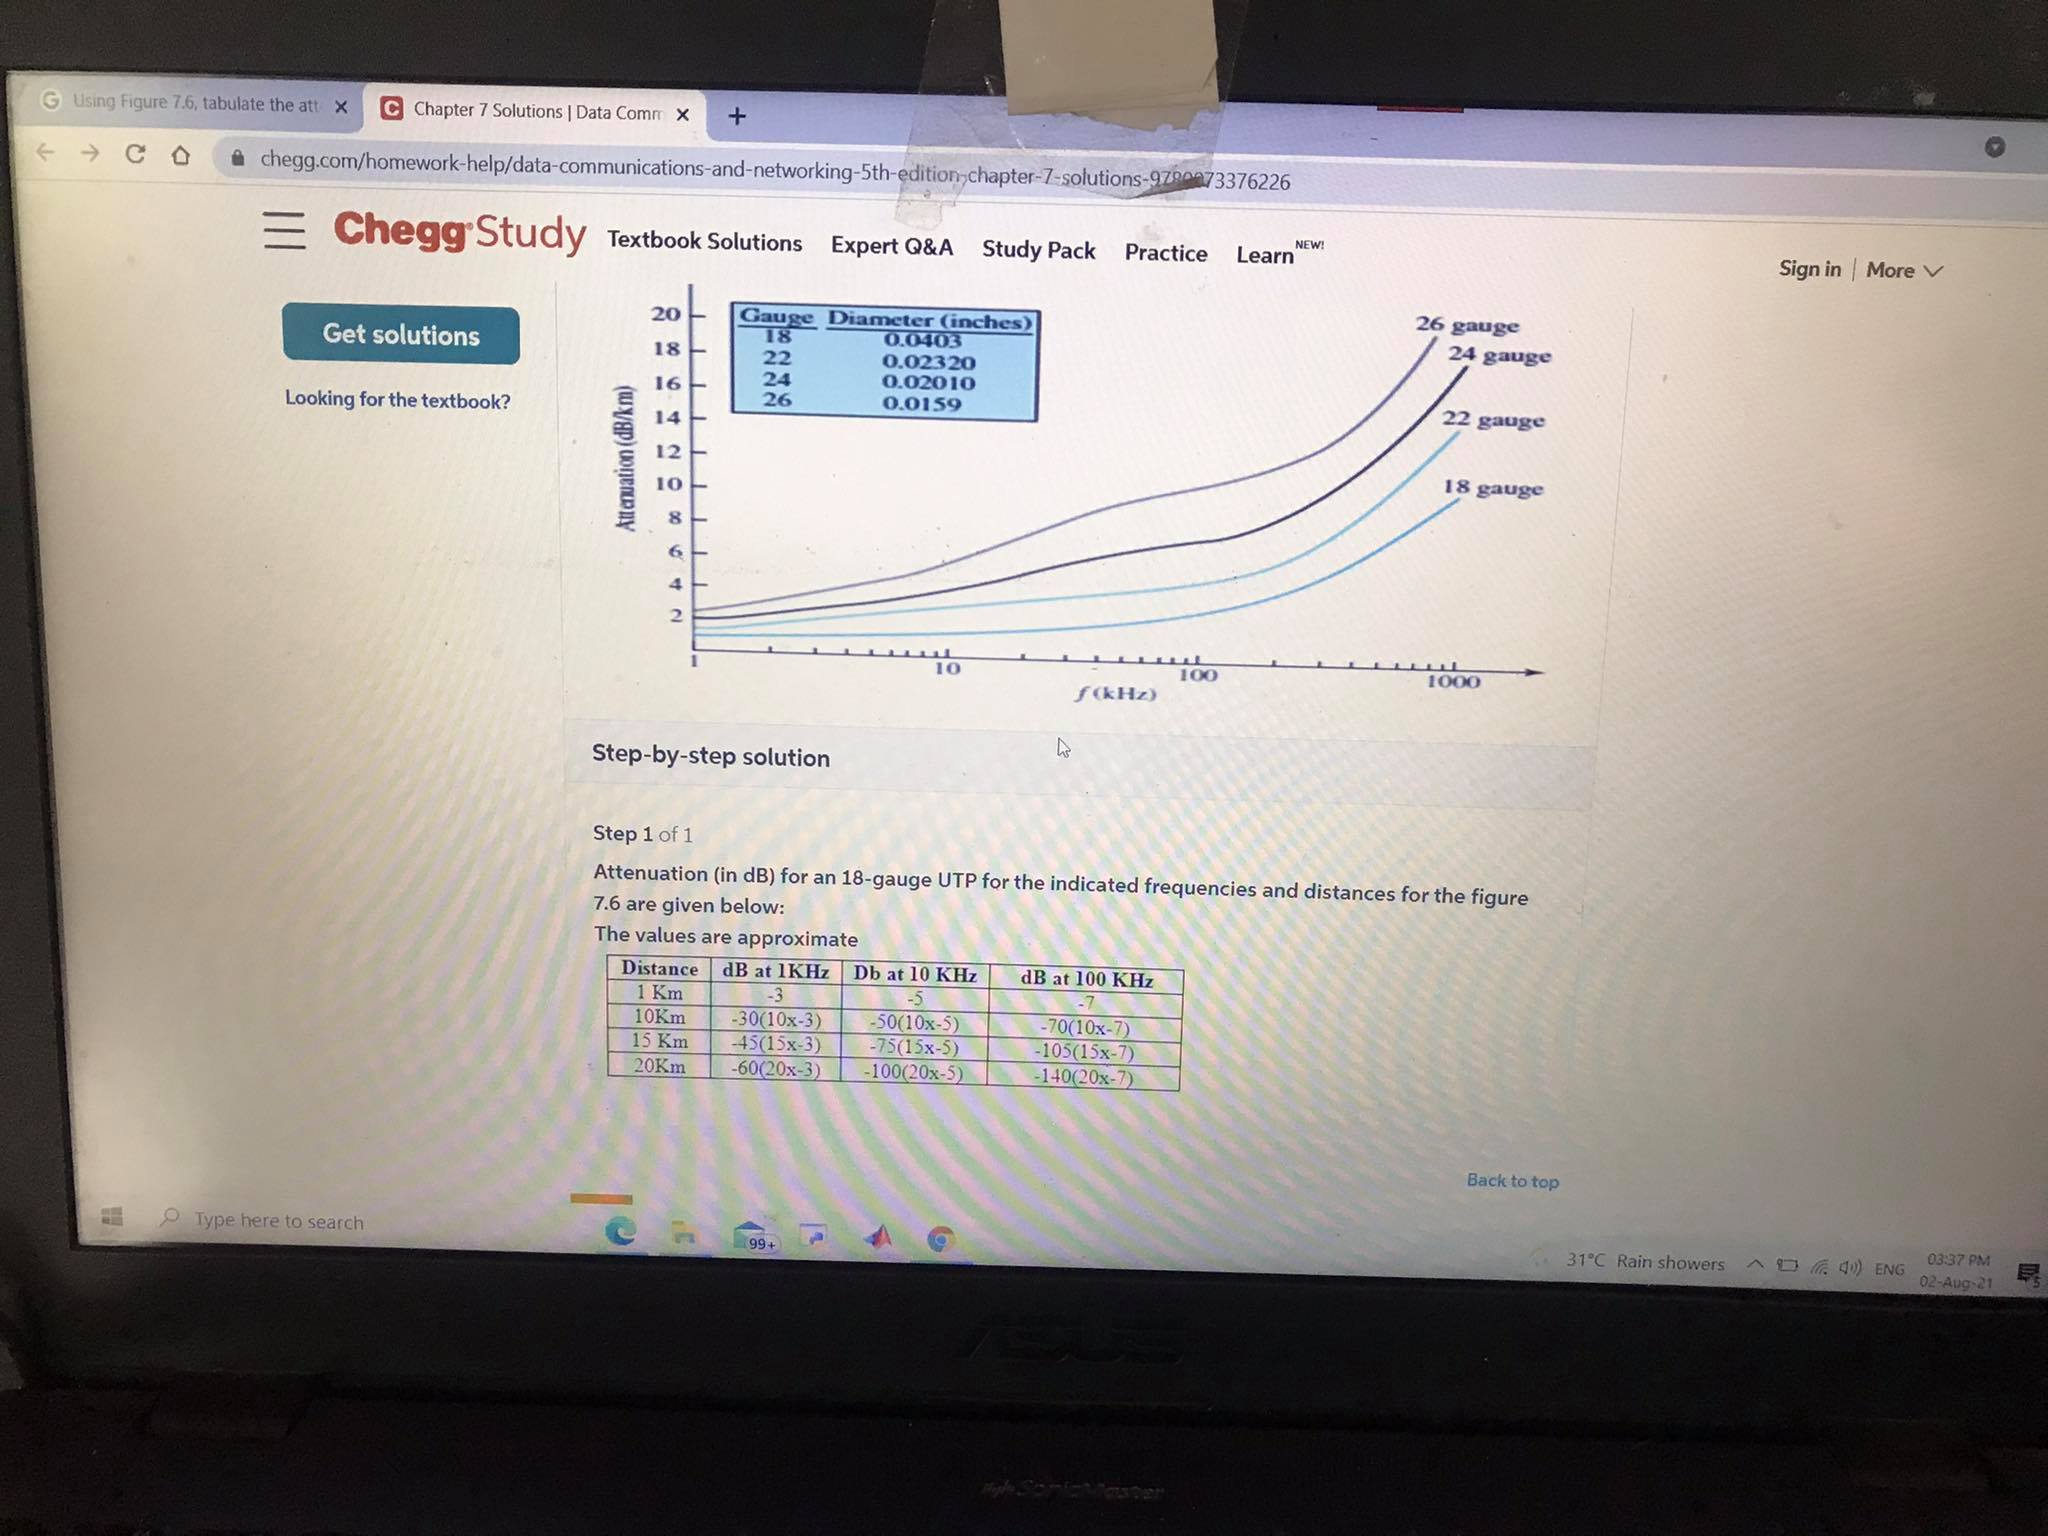 Using Figure 7.6, tabulate the att
Chapter 7 Solutions | Data Comm
chegg.com/homework-help/data-communications-and-networking-5th-edition-chapter-7-solutions-9780073376226
Chegg Study Textbook Solutions Expert Q&A Study Pack Practice Learn NEW!
Sign in | More
Get solutions
Looking for the textbook?
Attenuation (dB/km)
20
18
16
14
12
10
8
6
4
2
Gauge Diameter (inches)
18 0.0403
22 0.02320
24 0.02010
26 0.0159
26 gauge
24 gauge
22 gauge
18 gauge
1 10 100 1000
f (kHz)
Step-by-step solution
Step 1 of 1
Attenuation (in dB) for an 18-gauge UTP for the indicated frequencies and distances for the figure
7.6 are given below:
The values are approximate
Distance dB at 1KHz Db at 10 KHz dB at 100 KHz
1 Km -3 -5 -7
10Km -30(10x-3) -50(10x-5) -70(10x-7)
15 Km -45(15x-3) -75(15x-5) -105(15x-7)
20Km -60(20x-3) -100(20x-5) -140(20x-7)
Back to top
Type here to search
99+
31°C Rain showers ENG 03:37 PM
02-Aug-21
5
ASUS
SonicMaster